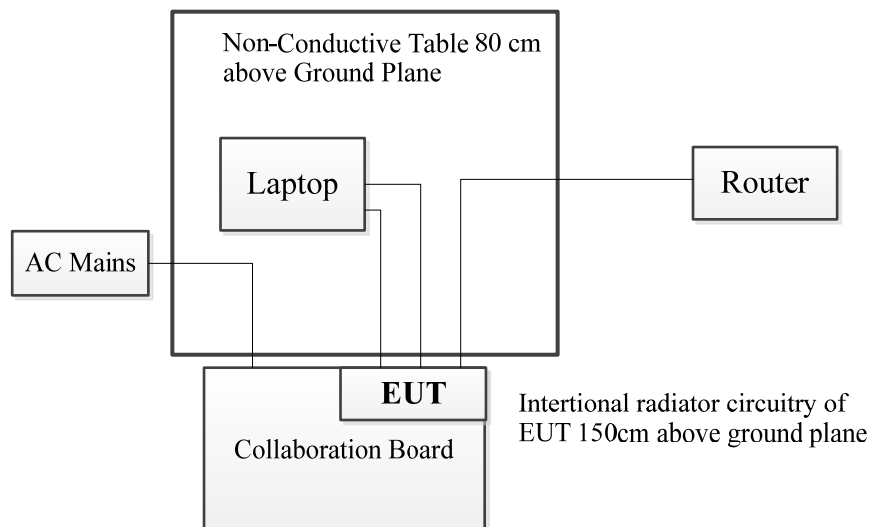 Non-Conductive Table 80 cm
above Ground Plane
Laptop
Router
AC Mains
EUT
Intertional radiator circuitry of
EUT 150cm above ground plane
Collaboration Board